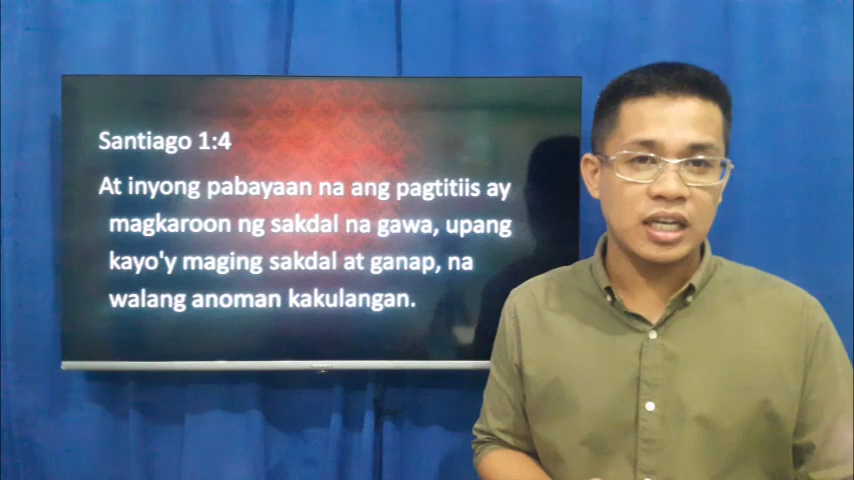 Santiago 1:4
At inyong pabayaan na ang pagtitiis ay
magkaroon ng sakdal na gawa, upang
kayo'y maging sakdal at ganap, na
walang anoman kakulangan.